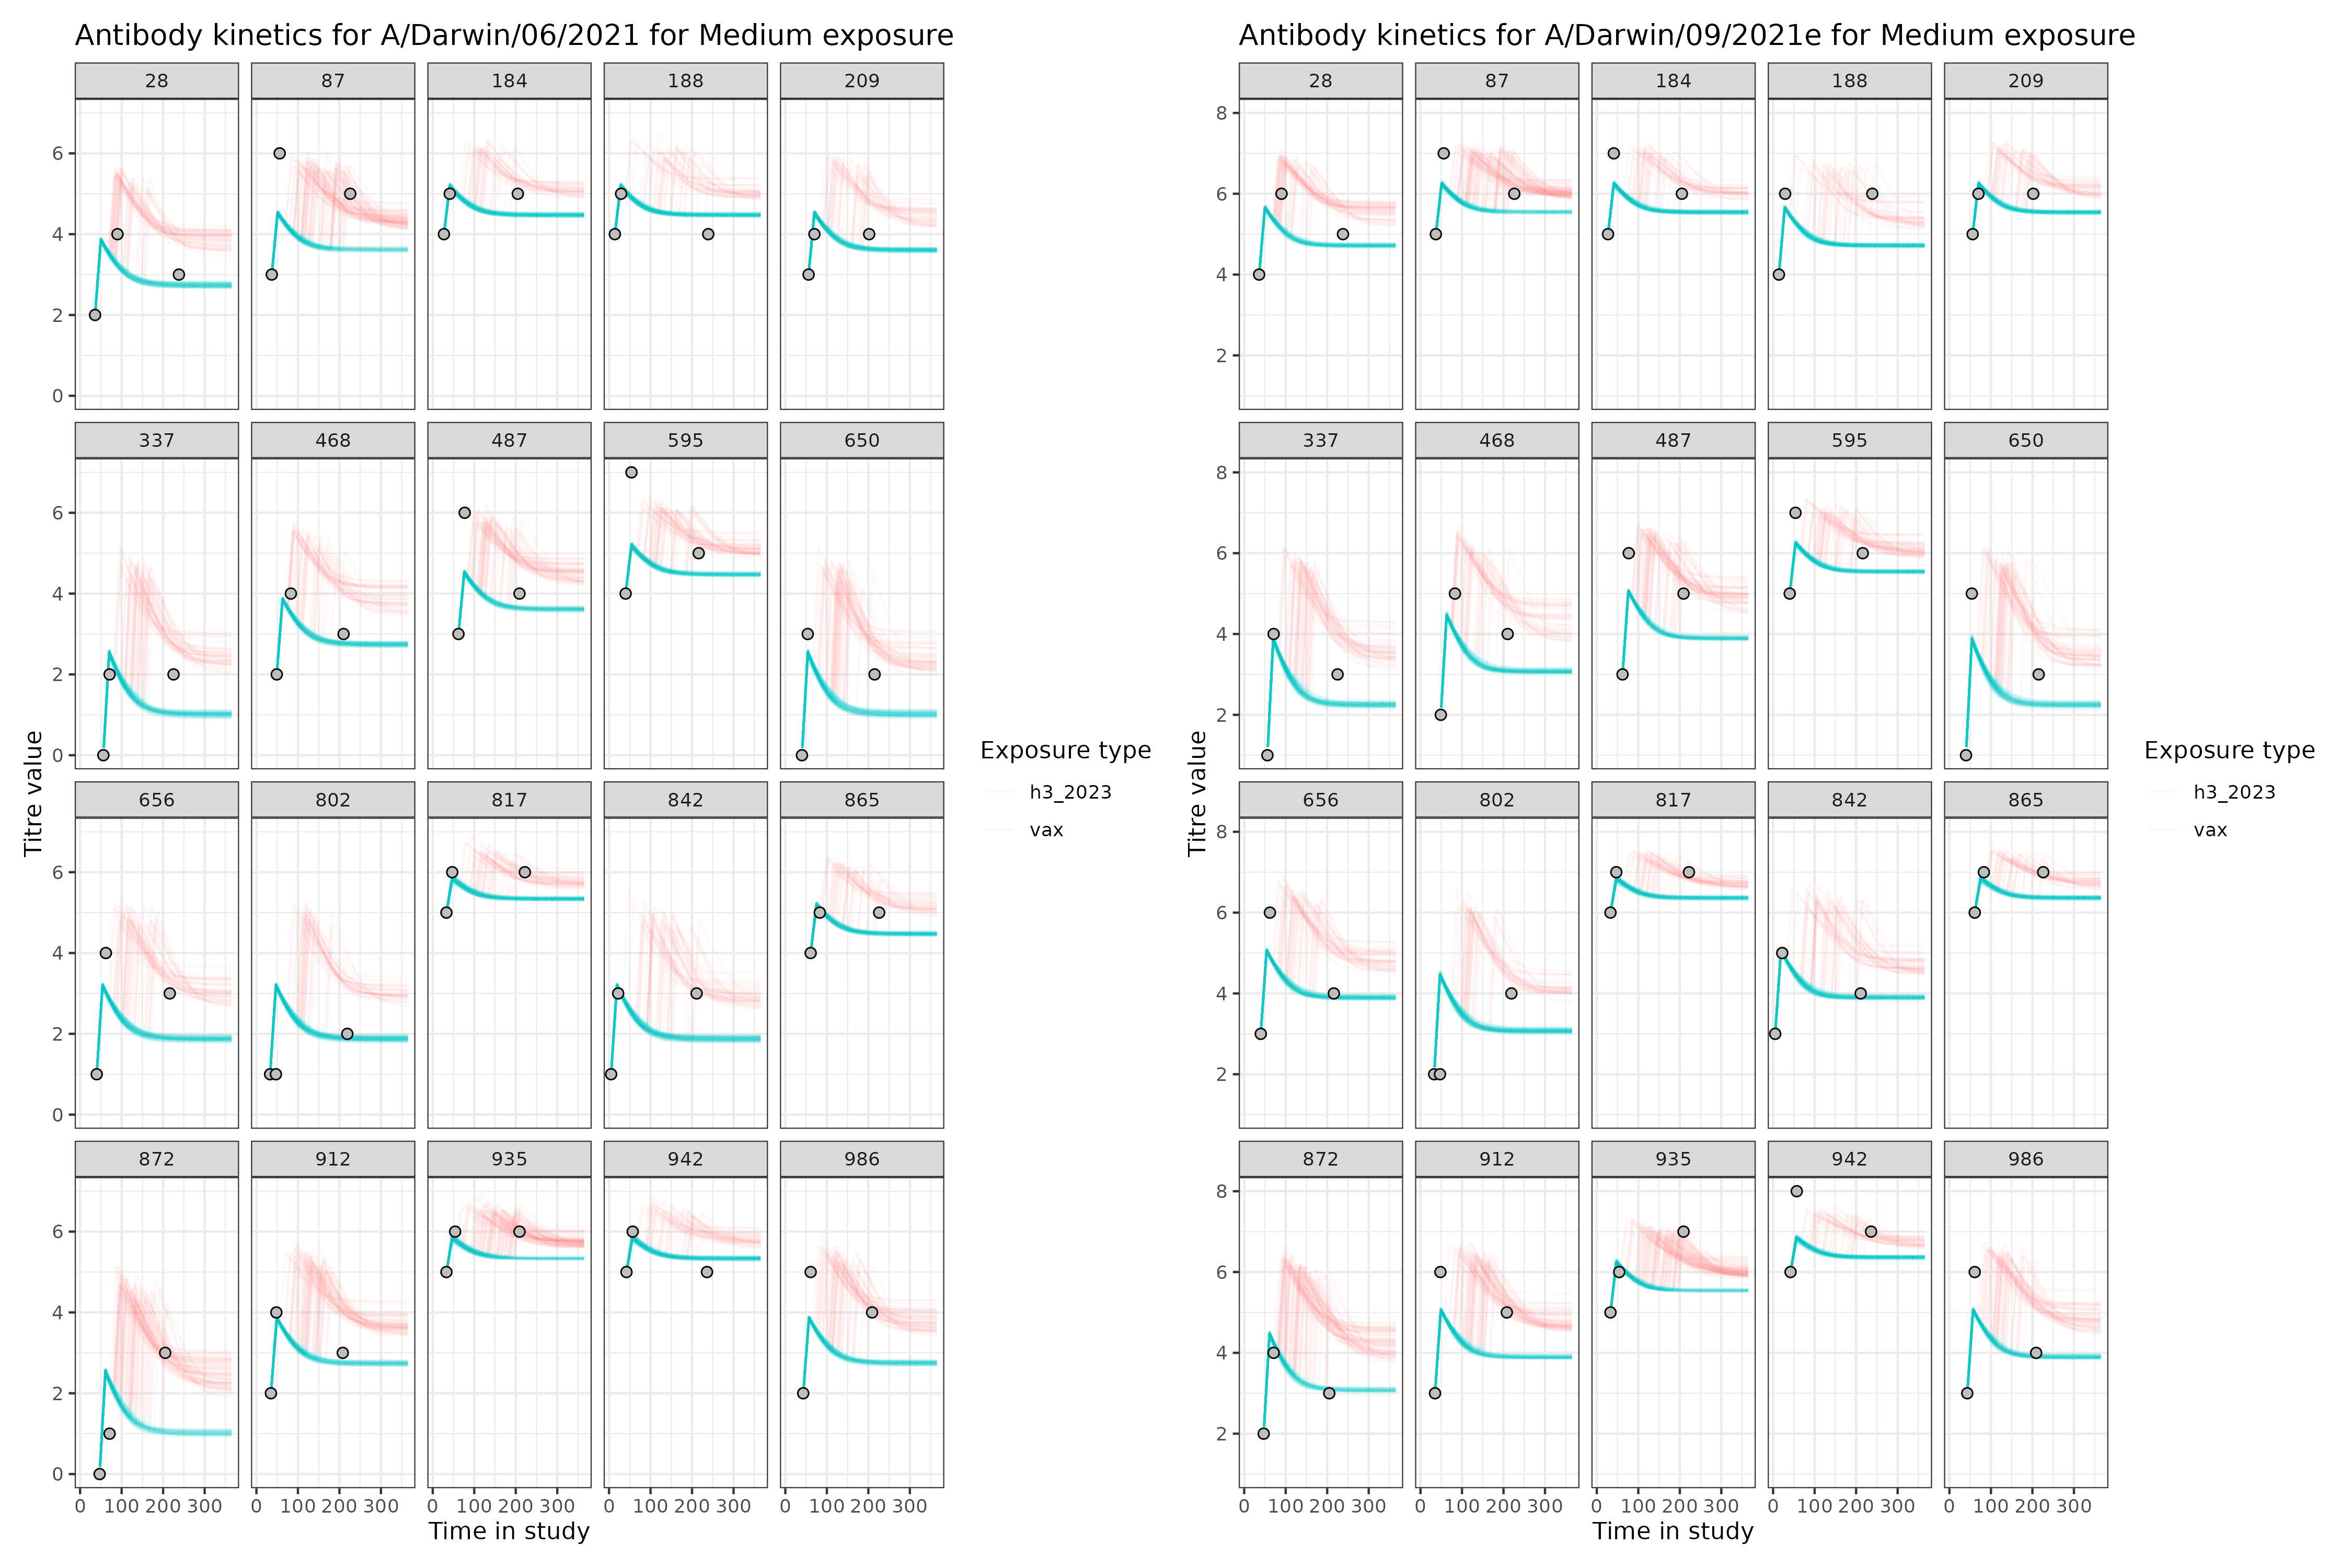 Antibody kinetics for A/Darwin/06/2021 for Medium exposure
28 87 184 188 209
6
4
2
0
337 468 487 595 650
6
4
2
0
656 802 817 842 865
6
4
2
0
872 912 935 942 986
6
4
2
0
0 100 200 300 0 100 200 300 0 100 200 300 0 100 200 300 0 100 200 300
Time in study
Titre value
Exposure type
h3_2023
vax
Antibody kinetics for A/Darwin/09/2021e for Medium exposure
28 87 184 188 209
8
6
4
2
337 468 487 595 650
8
6
4
2
656 802 817 842 865
8
6
4
2
872 912 935 942 986
8
6
4
2
0 100 200 300 0 100 200 300 0 100 200 300 0 100 200 300 0 100 200 300
Time in study
Titre value
Exposure type
h3_2023
vax